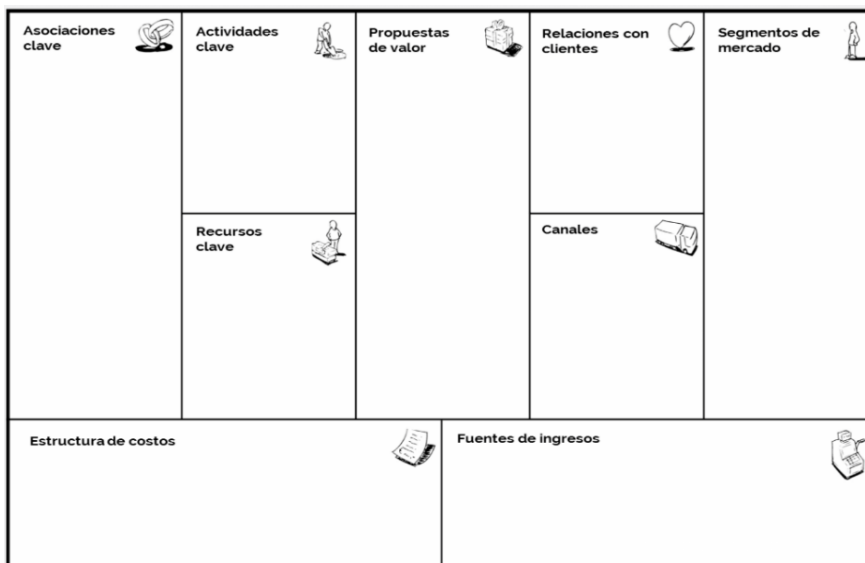 Asociaciones
clave
Actividades
clave
Propuestas
de valor
Relaciones con
clientes
Segmentos de
mercado
Recursos
clave
Canales
Estructura de costos
Fuentes de ingresos